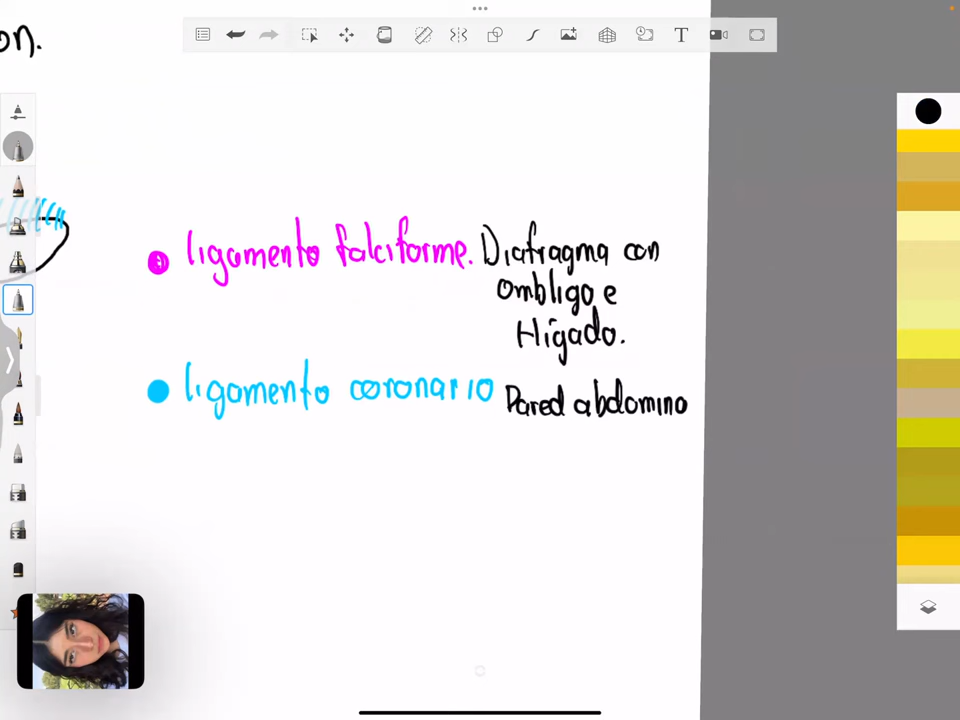 on.
T
ligamento falciforme. Diafragma con
ombligo e
Hígado.
ligamento coronario Pared abdomino